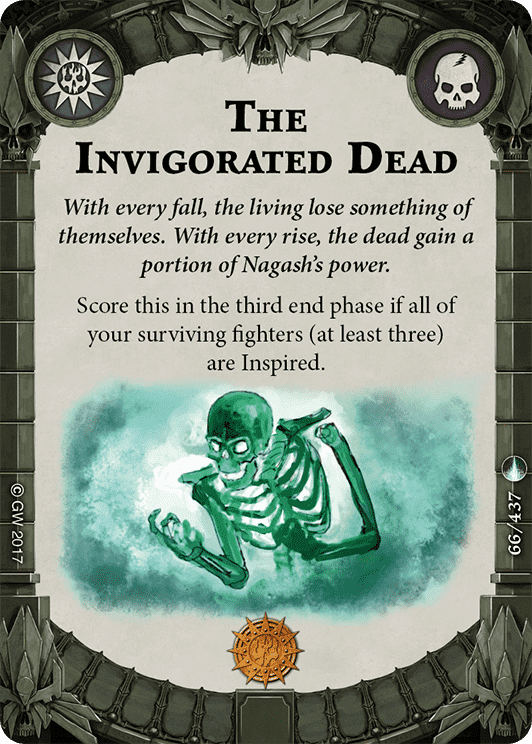 The
Invigorated Dead
With every fall, the living lose something of
themselves. With every rise, the dead gain a
portion of Nagash's power.
Score this in the third end phase if all of
your surviving fighters (at least three)
are Inspired.
© GW 2017
66/437